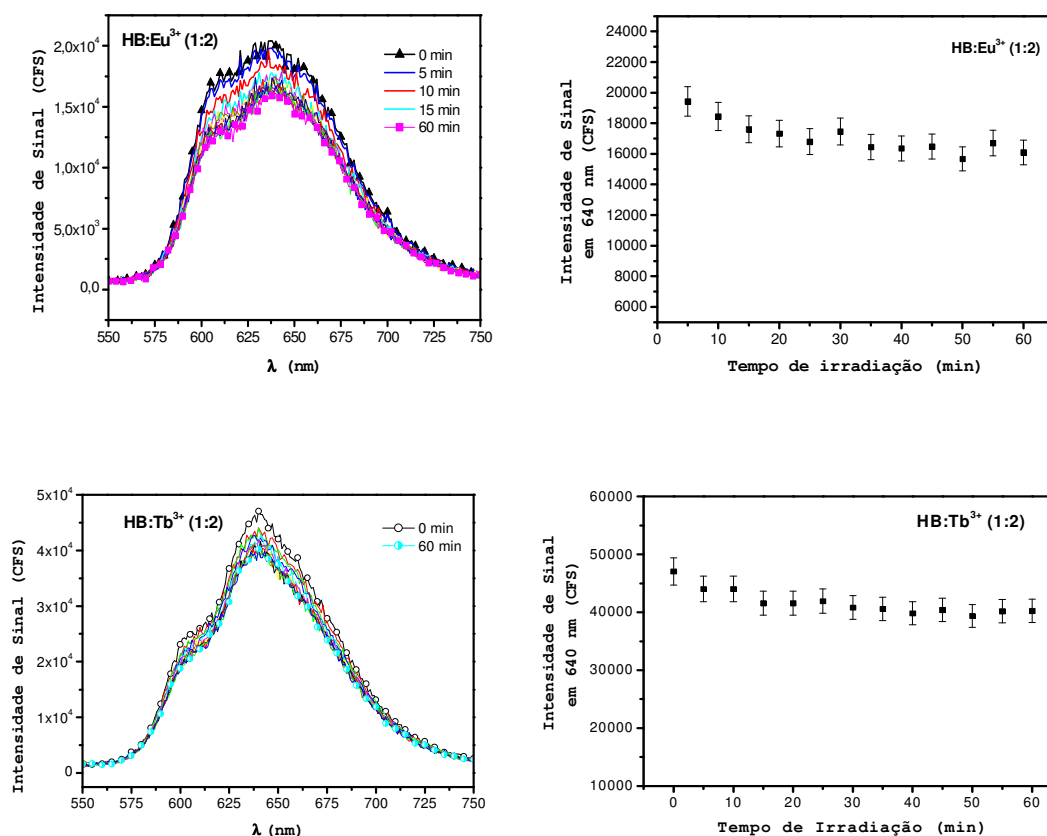 HB:Eu³⁺ (1:2)
Intensidade de Sinal (CFS)
2,0x10⁴
1,5x10⁴
1,0x10⁴
5,0x10³
0,0
0 min
5 min
10 min
15 min
60 min
550 575 600 625 650 675 700 725 750
λ (nm)
HB:Eu³⁺ (1:2)
Intensidade de Sinal
em 640 nm (CFS)
20000
18000
16000
14000
12000
10000
8000
6000
0 10 20 30 40 50 60
Tempo de irradiação (min)
HB:Tb³⁺ (1:2)
Intensidade de Sinal (CFS)
5x10⁴
4x10⁴
3x10⁴
2x10⁴
1x10⁴
0
0 min
60 min
550 575 600 625 650 675 700 725 750
λ (nm)
HB:Tb³⁺ (1:2)
Intensidade de Sinal
em 640 nm (CFS)
60000
50000
40000
30000
20000
10000
0 10 20 30 40 50 60
Tempo de Irradiação (min)